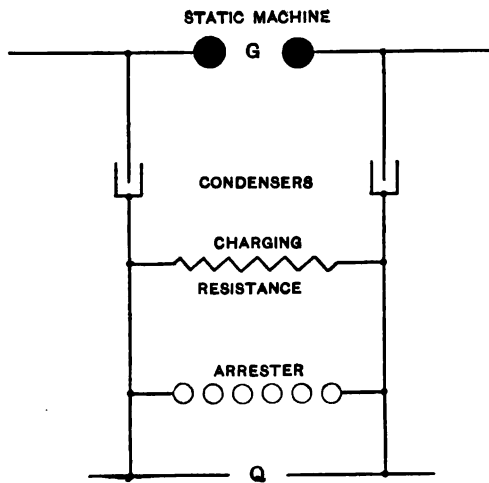 STATIC MACHINE
G
CONDENSERS
CHARGING
RESISTANCE
ARRESTER
Q